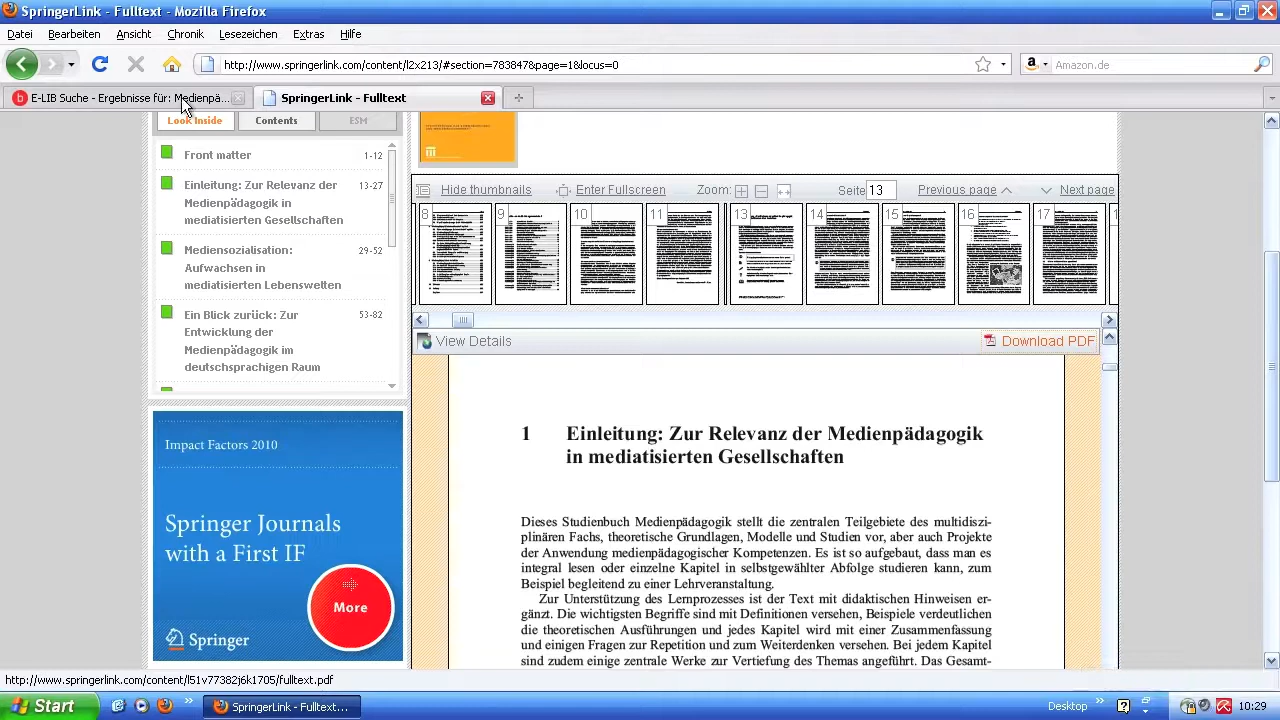 SpringerLink - Fulltext - Mozilla Firefox
Datei Bearbeiten Ansicht Chronik Lesezeichen Extras Hilfe
http://www.springerlink.com/content/l2x213/#section=783847&page=1&locus=0
Amazon.de
E-LIB Suche - Ergebnisse für: Medienpä...
SpringerLink - Fulltext
Look Inside Contents ESM
Front matter 1-12
Einleitung: Zur Relevanz der 13-27
Medienpädagogik in
mediatisierten Gesellschaften
Mediensozialisation: 29-52
Aufwachsen in
mediatisierten Lebenswelten
Ein Blick zurück: Zur 53-82
Entwicklung der
Medienpädagogik im
deutschsprachigen Raum
Impact Factors 2010
Springer Journals
with a First IF
More
Springer
Hide thumbnails Enter Fullscreen Zoom: Seite 13 Previous page Next page
8 9 10 11 13 14 15 16 17
View Details Download PDF
1 Einleitung: Zur Relevanz der Medienpädagogik
in mediatisierten Gesellschaften
Dieses Studienbuch Medienpädagogik stellt die zentralen Teilgebiete des multidiszi-
plinären Fachs, theoretische Grundlagen, Modelle und Studien vor, aber auch Projekte
der Anwendung medienpädagogischer Kompetenzen. Es ist so aufgebaut, dass man es
integral lesen oder einzelne Kapitel in selbstgewählter Abfolge studieren kann, zum
Beispiel begleitend zu einer Lehrveranstaltung.
Zur Unterstützung des Lernprozesses ist der Text mit didaktischen Hinweisen er-
gänzt. Die wichtigsten Begriffe sind mit Definitionen versehen, Beispiele verdeutlichen
die theoretischen Ausführungen und jedes Kapitel wird mit einer Zusammenfassung
und einigen Fragen zur Repetition und zum Weiterdenken versehen. Bei jedem Kapitel
sind zudem einige zentrale Werke zur Vertiefung des Themas angeführt. Das Gesamt-
http://www.springerlink.com/content/l51v77382j6k1705/fulltext.pdf
Start SpringerLink - Fulltext... Desktop 10:29